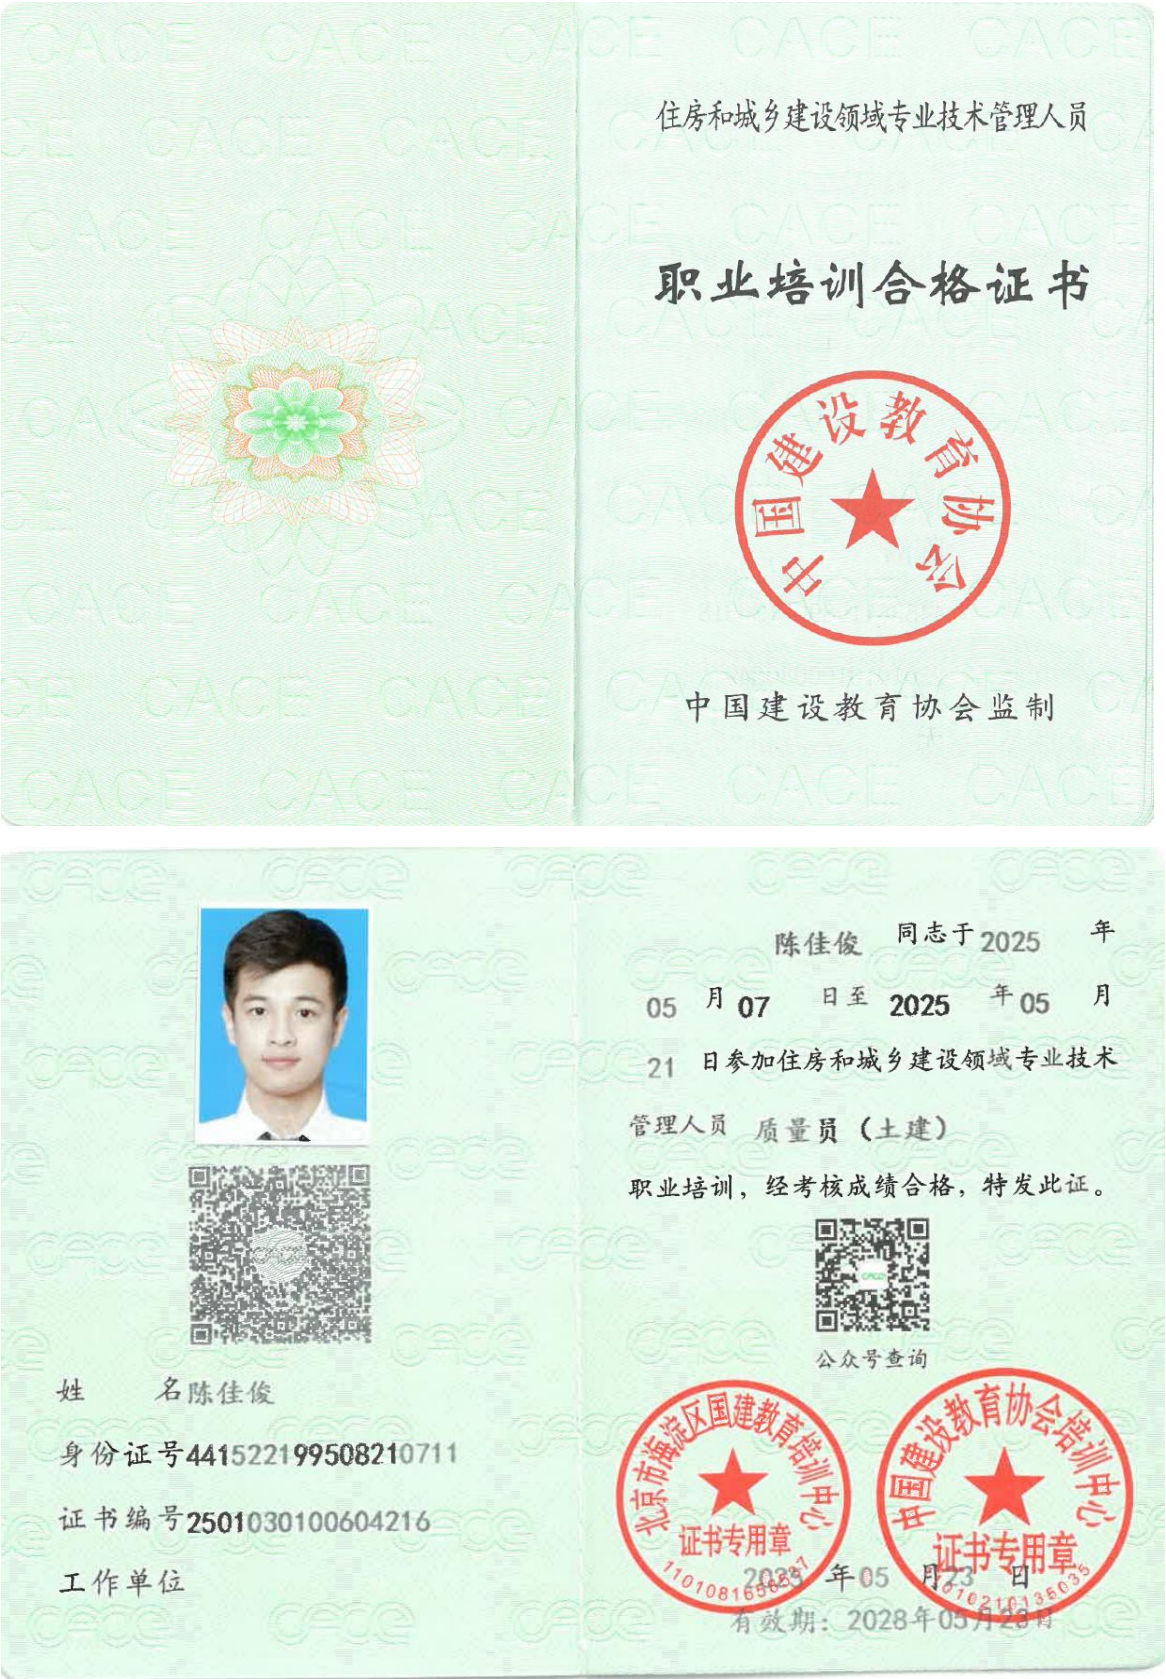 住房和城乡建设领域专业技术管理人员
职业培训合格证书
中国建设教育协会
中国建设教育协会监制
陈佳俊 同志于 2025 年
05 月 07 日至 2025 年 05 月
21 日参加住房和城乡建设领域专业技术
管理人员 质量员（土建）
职业培训，经考核成绩合格，特发此证。
CACE
公众号查询
姓 名 陈佳俊
身份证号 441522199508210711
证书编号 2501030100604216
工作单位
北京市海淀区国建教育培训中心
证书专用章
中国建设教育协会培训中心
证书专用章
2025 年 05 月 23 日
有效期：2028年05月23日